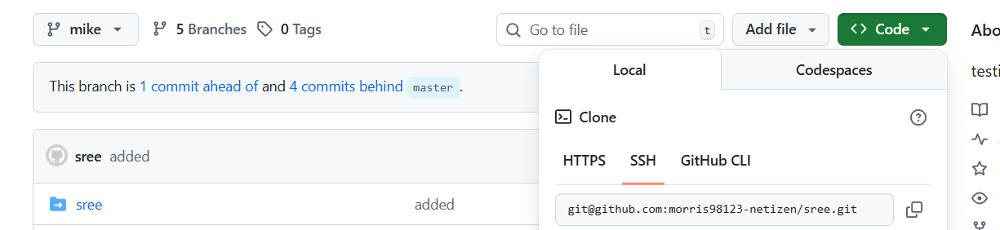 mike 5 Branches 0 Tags Go to file t Add file Code
This branch is 1 commit ahead of and 4 commits behind master .
sree added
sree added
Local Codespaces
Clone
HTTPS SSH GitHub CLI
git@github.com:morris98123-netizen/sree.git